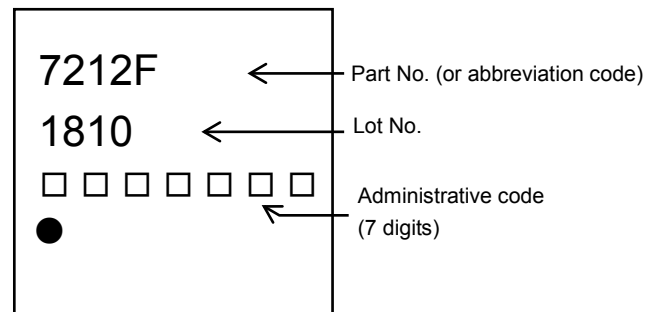 7212F
Part No. (or abbreviation code)
1810
Lot No.
□ □ □ □ □ □ □
Administrative code
(7 digits)